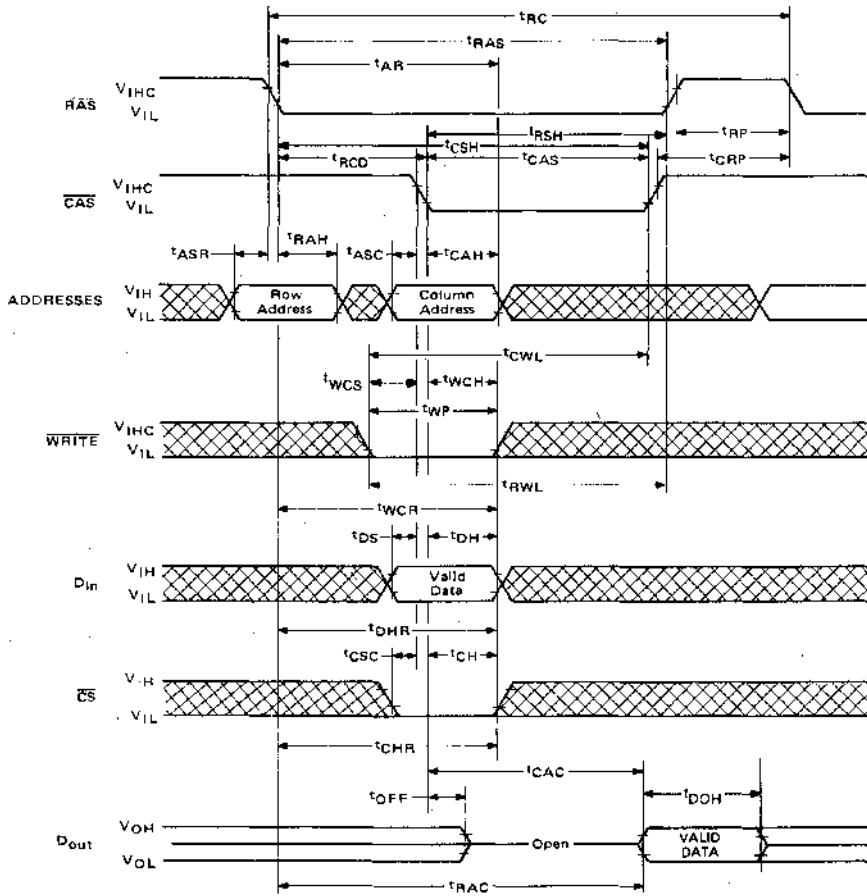 tRC
tRAS
tAR
VIHC
RAS
VIL
tRSH
tRP
tCSH
tRCD
tCAS
tCRP
VIHC
CAS
VIL
tASR
tRAH
tASC
tCAH
ADDRESSES
VIH
VIL
Row Address
Column Address
tCWL
tWCS
tWCH
tWP
WRITE
VIHC
VIL
tRWL
tWCR
tDS
tDH
Din
VIH
VIL
Valid Data
tDHR
tCSC
tCH
CS
VIH
VIL
tCHR
tCAC
tOFF
tDOH
Dout
VOH
VOL
Open
VALID DATA
tRAC